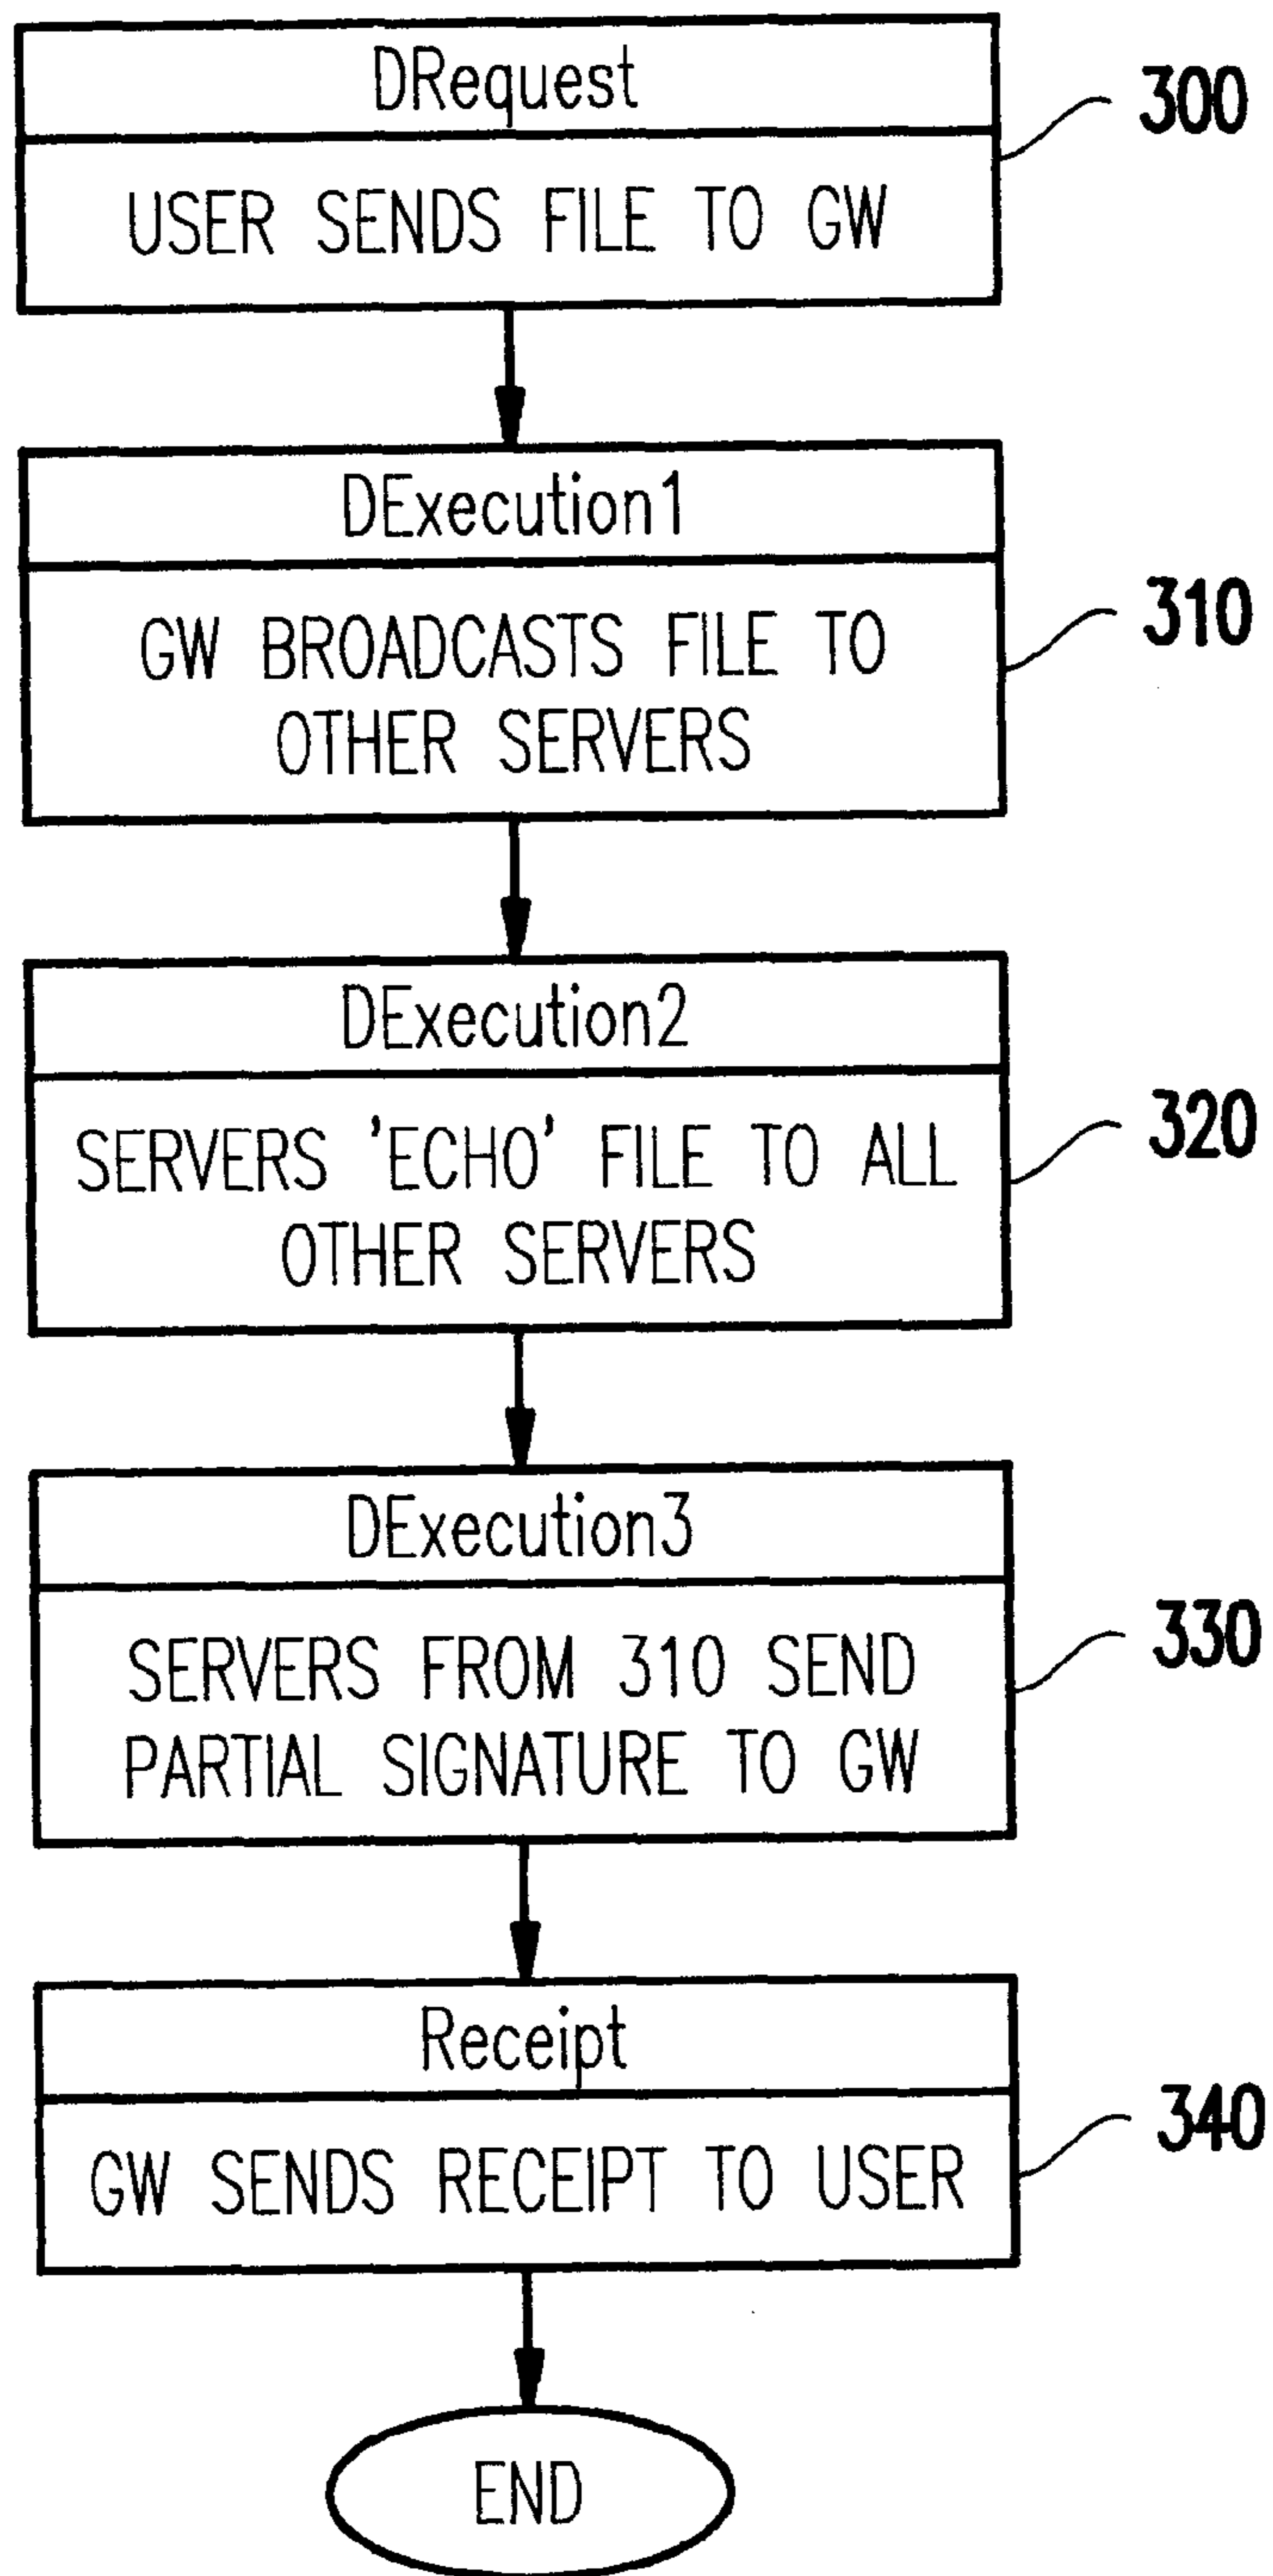 DRequest
300
USER SENDS FILE TO GW
DExecution1
310
GW BROADCASTS FILE TO
OTHER SERVERS
DExecution2
320
SERVERS 'ECHO' FILE TO ALL
OTHER SERVERS
DExecution3
330
SERVERS FROM 310 SEND
PARTIAL SIGNATURE TO GW
Receipt
340
GW SENDS RECEIPT TO USER
END